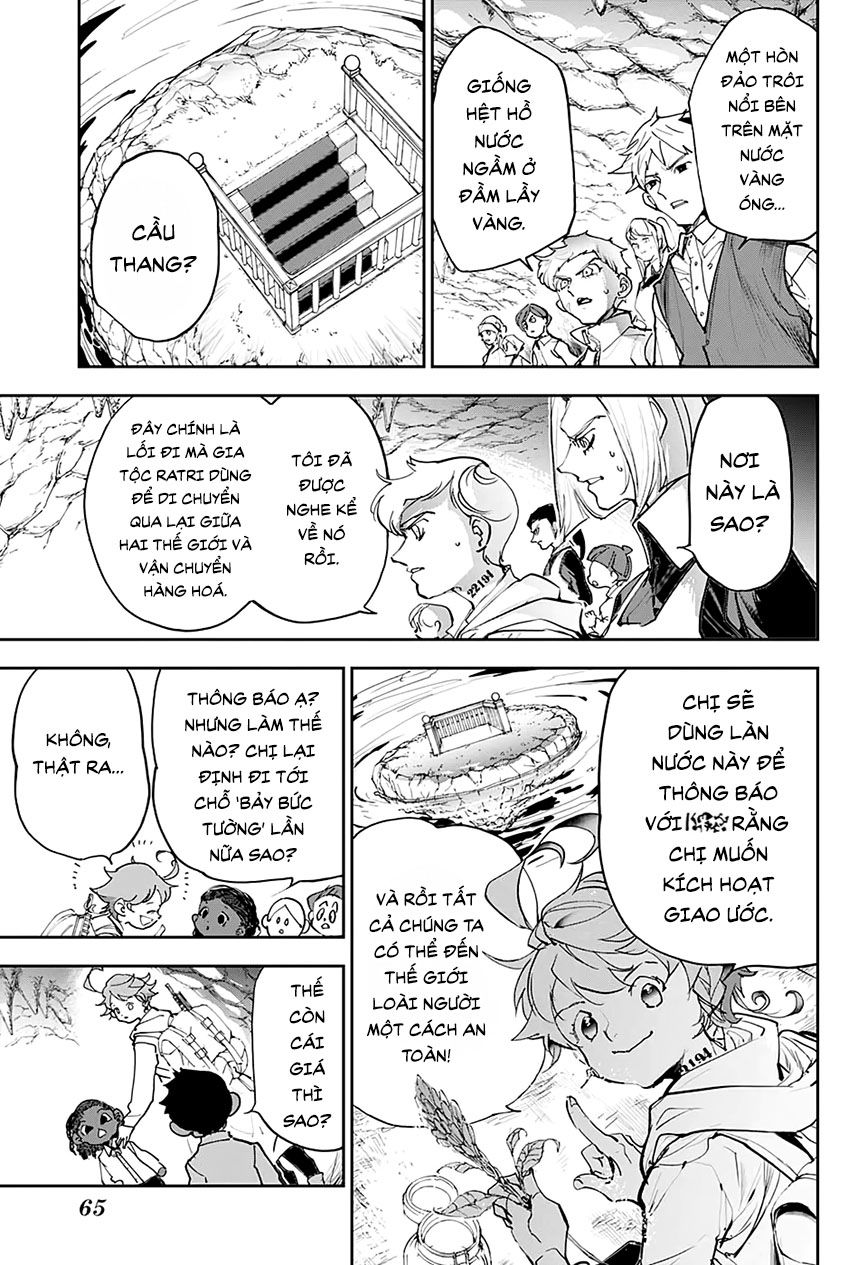 MỘT HÒN
ĐẢO TRÔI
NỔI BÊN
TRÊN MẶT
NƯỚC
VÀNG
ÓNG...
GIỐNG
HỆT HỒ
NƯỚC
NGẦM Ở
ĐẦM LẦY
VÀNG.
CẦU
THANG?
NƠI
NÀY LÀ
SAO?
TÔI ĐÃ
ĐƯỢC
NGHE KỂ
VỀ NÓ
RỒI.
ĐÂY CHÍNH LÀ
LỐI ĐI MÀ GIA
TỘC RATRI DÙNG
ĐỂ DI CHUYỂN
QUA LẠI GIỮA
HAI THẾ GIỚI VÀ
VẬN CHUYỂN
HÀNG HOÁ.
22194
CHỊ SẼ
DÙNG LÀN
NƯỚC NÀY ĐỂ
THÔNG BÁO
VỚI RẰNG
CHỊ MUỐN
KÍCH HOẠT
GIAO ƯỚC.
VÀ RỒI TẤT
CẢ CHÚNG TA
CÓ THỂ ĐẾN
THẾ GIỚI
LOÀI NGƯỜI
MỘT CÁCH AN
TOÀN!
THÔNG BÁO Ạ?
NHƯNG LÀM THẾ
NÀO? CHỊ LẠI
ĐỊNH ĐI TỚI
CHỖ 'BẢY BỨC
TƯỜNG' LẦN
NỮA SAO?
KHÔNG,
THẬT RA...
THẾ
CÒN
CÁI
GIÁ
THÌ
SAO?
65